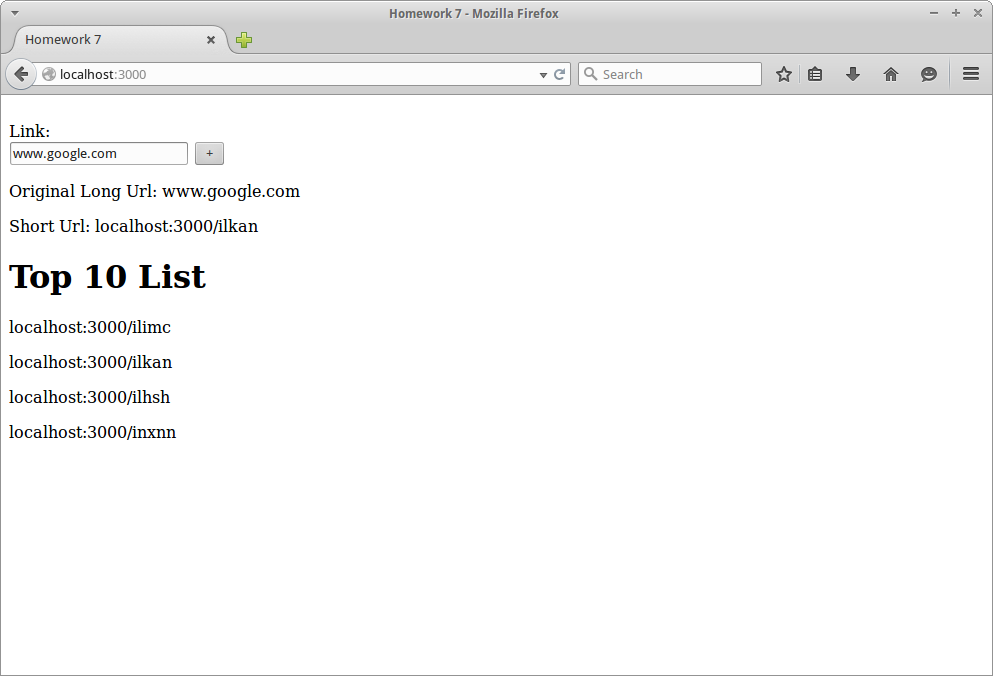 Homework 7 - Mozilla Firefox
Homework 7
localhost:3000
Search
Link:
www.google.com
+
Original Long Url: www.google.com
Short Url: localhost:3000/ilkan
Top 10 List
localhost:3000/ilimc
localhost:3000/ilkan
localhost:3000/ilhsh
localhost:3000/inxnn